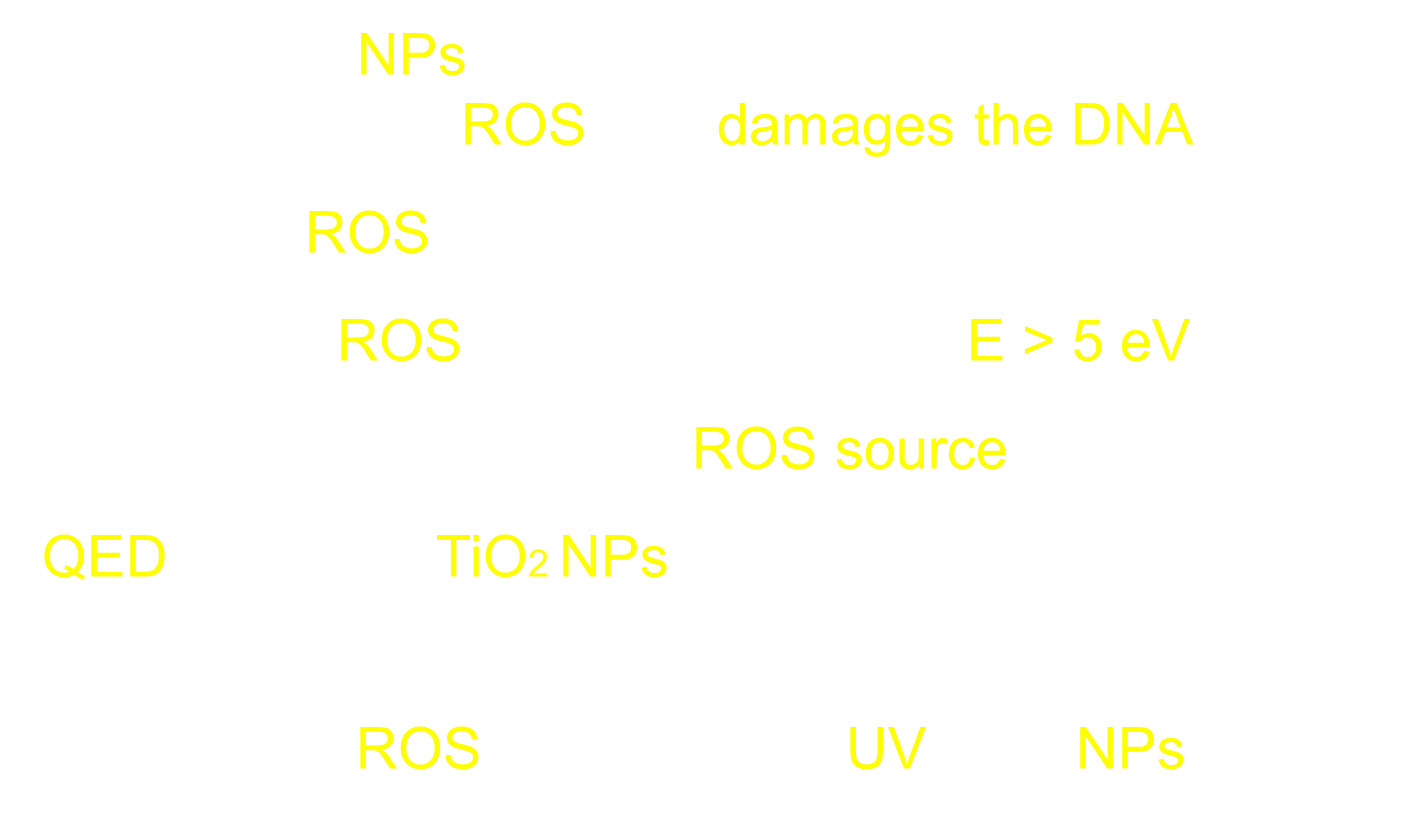 NPs
ROS damages the DNA
ROS
ROS E > 5 eV
ROS source
QED TiO₂ NPs
ROS UV NPs